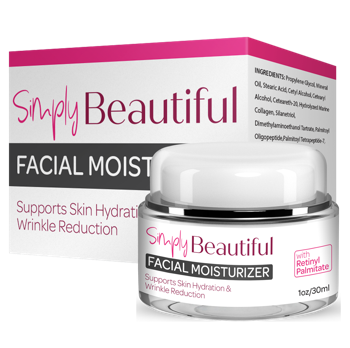 Simply Beautiful
FACIAL MOIST
Supports Skin Hydration
Wrinkle Reduction
INGREDIENTS: Propylene Glycol, Mineral
Oil, Stearic Acid, Cetyl Alcohol, Cetearyl
Alcohol, Ceteareth-20, Hydrolyzed Marine
Collagen, Silanetriol,
Dimethylaminoethanol Tartrate, Palmitoyl
Oligopeptide, Palmitoyl Tetrapeptide-7,
Simply Beautiful
FACIAL MOISTURIZER
Supports Skin Hydration &
Wrinkle Reduction
with
Retinyl
Palmitate
1oz/30ml